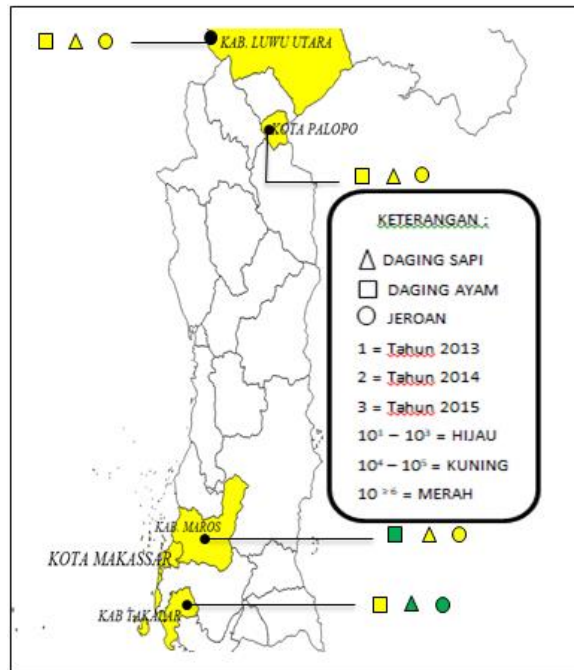 KAB. LUWU UTARA
KOTA PALOPO
KETERANGAN :
DAGING SAPI
DAGING AYAM
JEROAN
1 = Tahun 2013
2 = Tahun 2014
3 = Tahun 2015
10¹ – 10³ = HIJAU
10⁴ – 10⁵ = KUNING
10 ˃⁶ = MERAH
KAB. MAROS
KOTA MAKASSAR
KAB TAKALAR